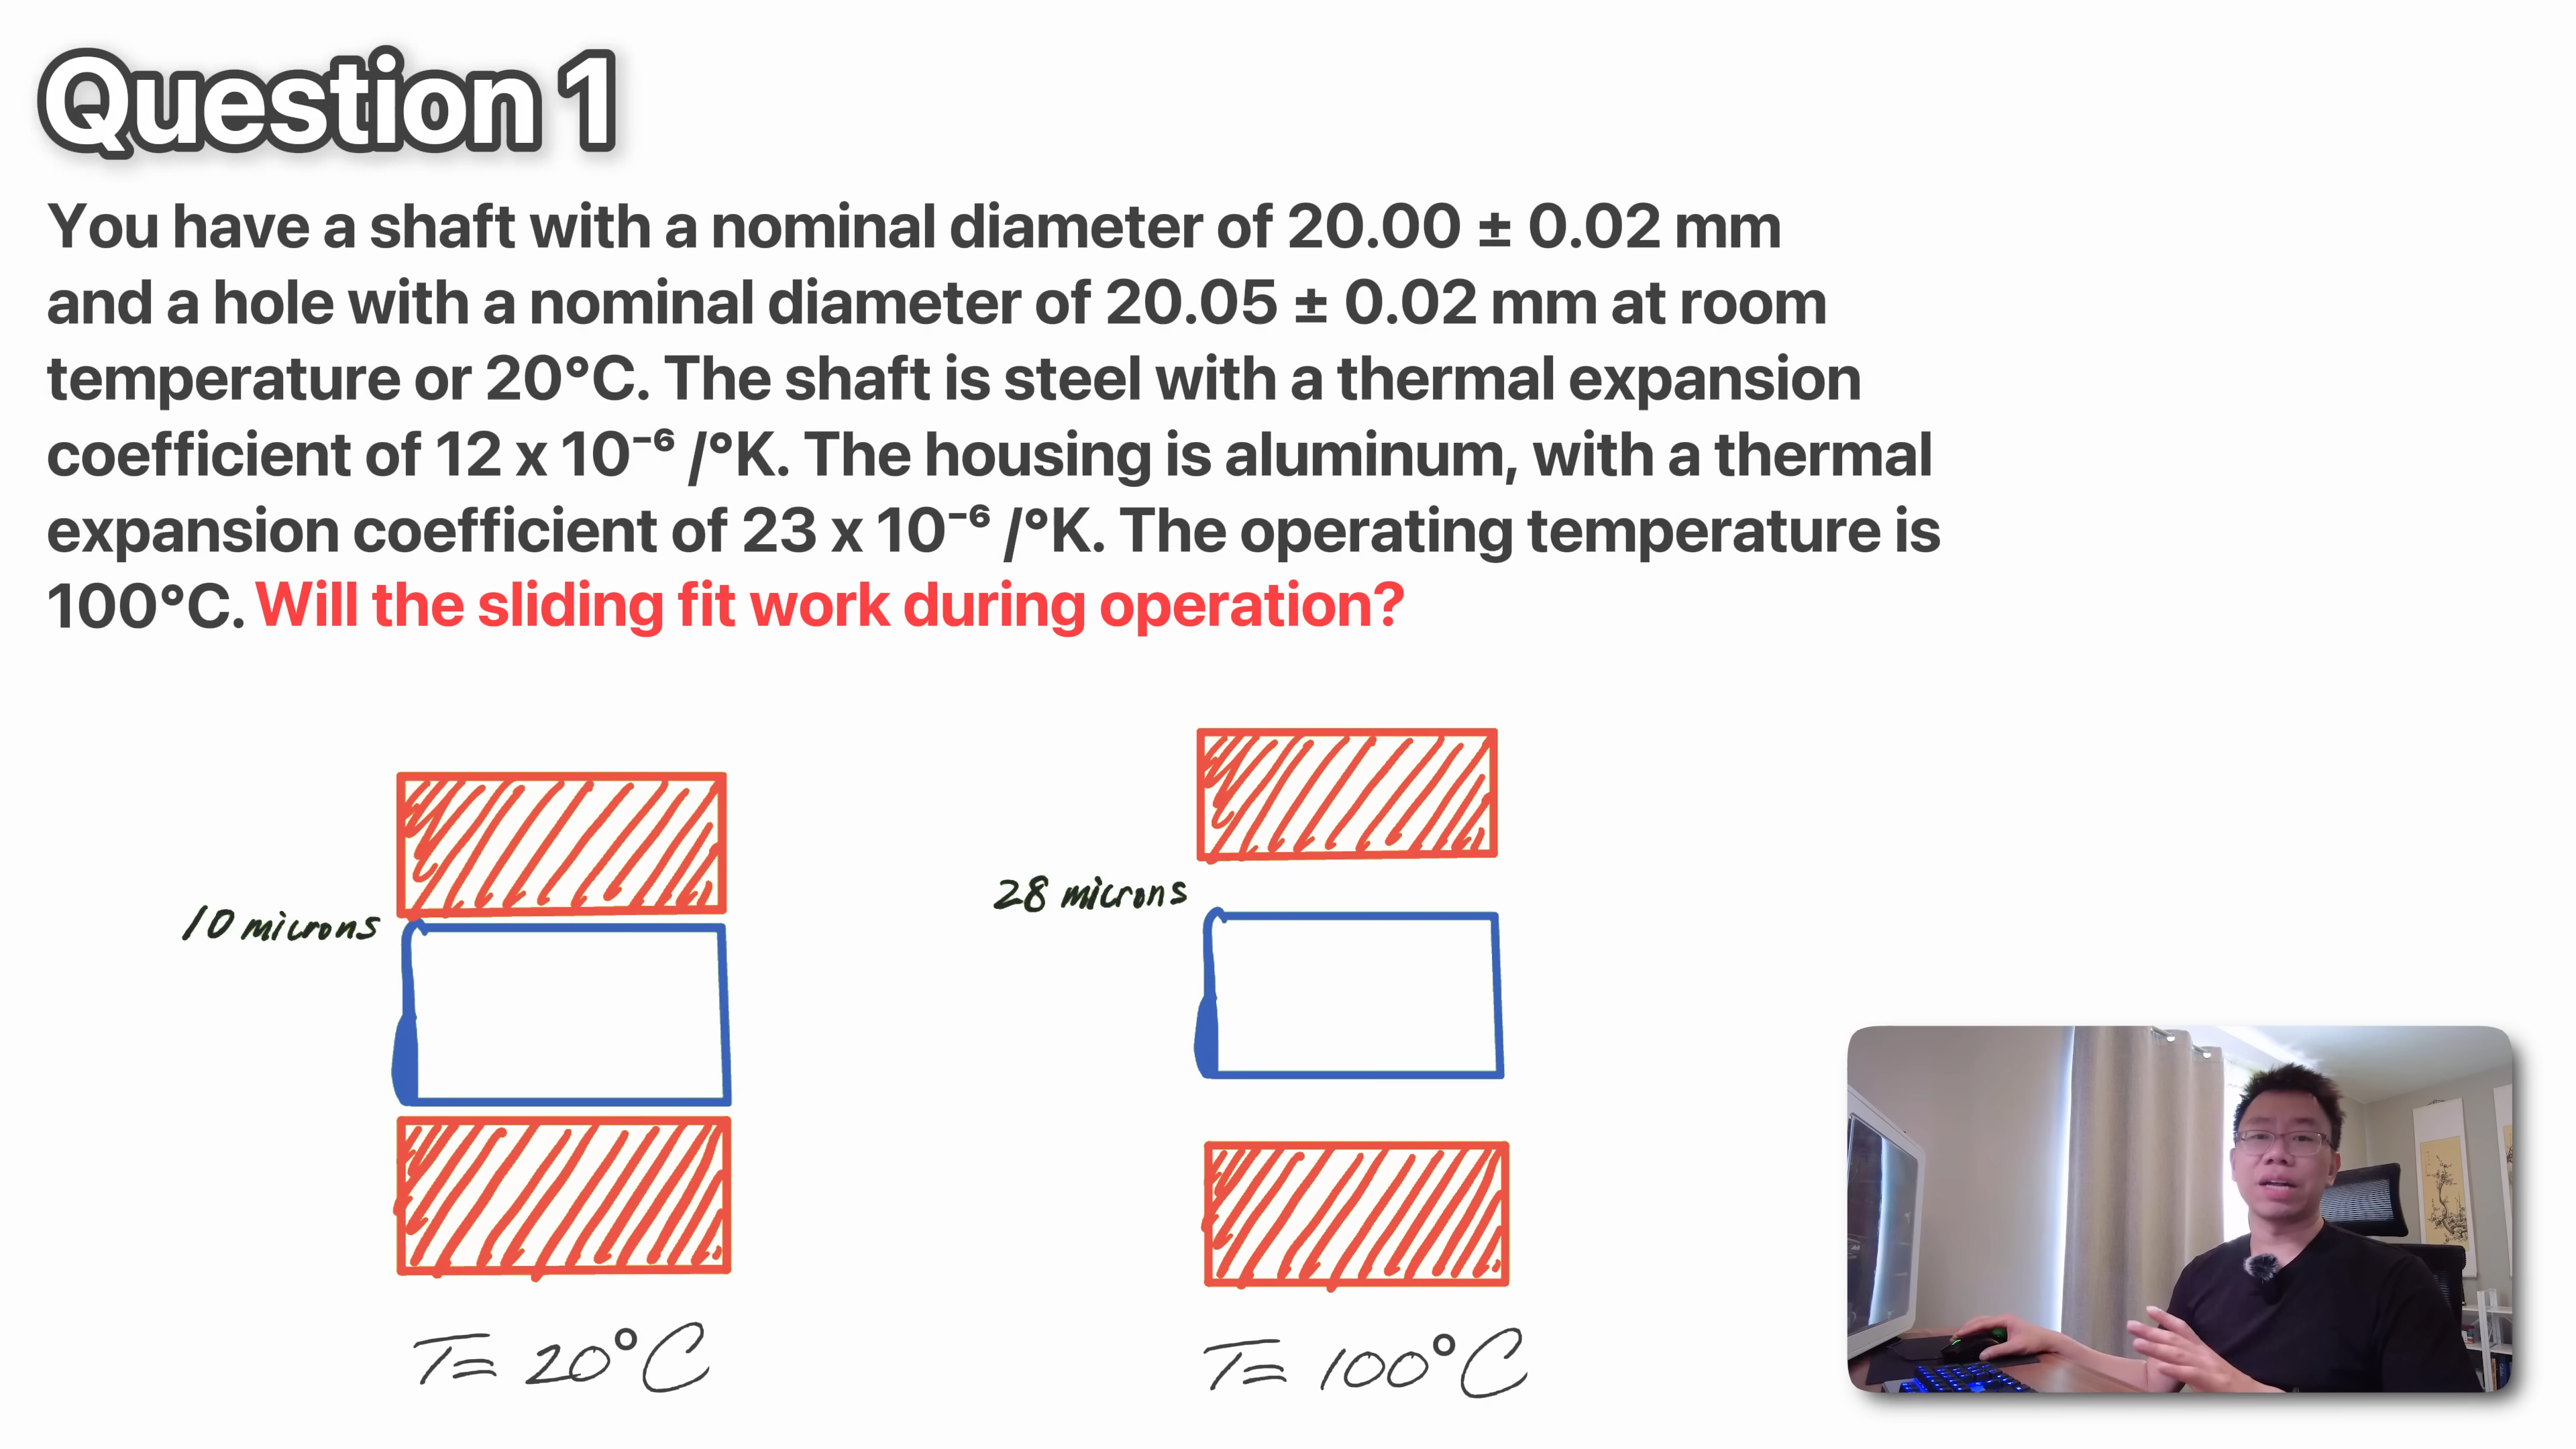 Question 1
You have a shaft with a nominal diameter of 20.00 ± 0.02 mm
and a hole with a nominal diameter of 20.05 ± 0.02 mm at room
temperature or 20°C. The shaft is steel with a thermal expansion
coefficient of 12 x 10⁻⁶ /°K. The housing is aluminum, with a thermal
expansion coefficient of 23 x 10⁻⁶ /°K. The operating temperature is
100°C. Will the sliding fit work during operation?
10 microns
28 microns
T= 20°C
T= 100°C